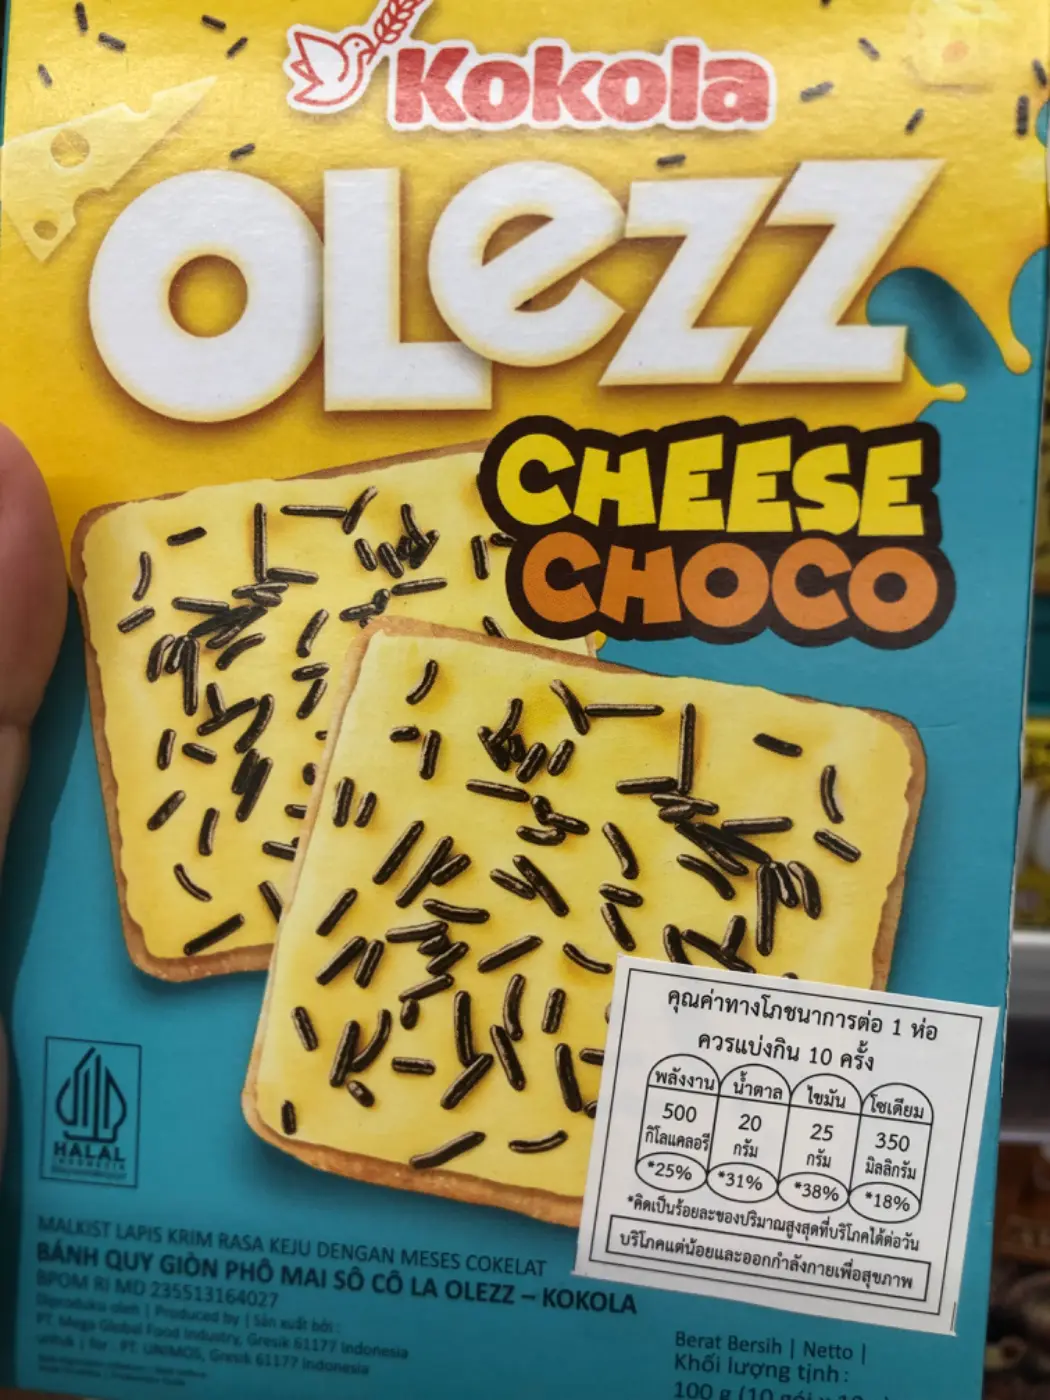 Kokola
OLEZZ
CHEESE
CHOCO
คุณค่าทางโภชนาการต่อ 1 ห่อ
ควรแบ่งกิน 10 ครั้ง
พลังงาน น้ำตาล ไขมัน โซเดียม
500 20 25 350
กิโลแคลอรี กรัม กรัม มิลลิกรัม
*25% *31% *38% *18%
*คิดเป็นร้อยละของปริมาณสูงสุดที่บริโภคได้ต่อวัน
บริโภคแต่น้อยและออกกำลังกายเพื่อสุขภาพ
HALAL
INDONESIA
MALKIST LAPIS KRIM RASA KEJU DENGAN MESES COKELAT
BÁNH QUY GIÒN PHÔ MAI SÔ CÔ LA OLEZZ – KOKOLA
BPOM RI MD 235513164027
Diproduksi oleh | Produced by | Sản xuất bởi :
PT. Mega Global Food Industry, Gresik 61177 Indonesia
untuk | for : PT. UNIMOS, Gresik 61177 Indonesia
Berat Bersih | Netto |
Khối lượng tịnh :
100 g (10 gói x 10